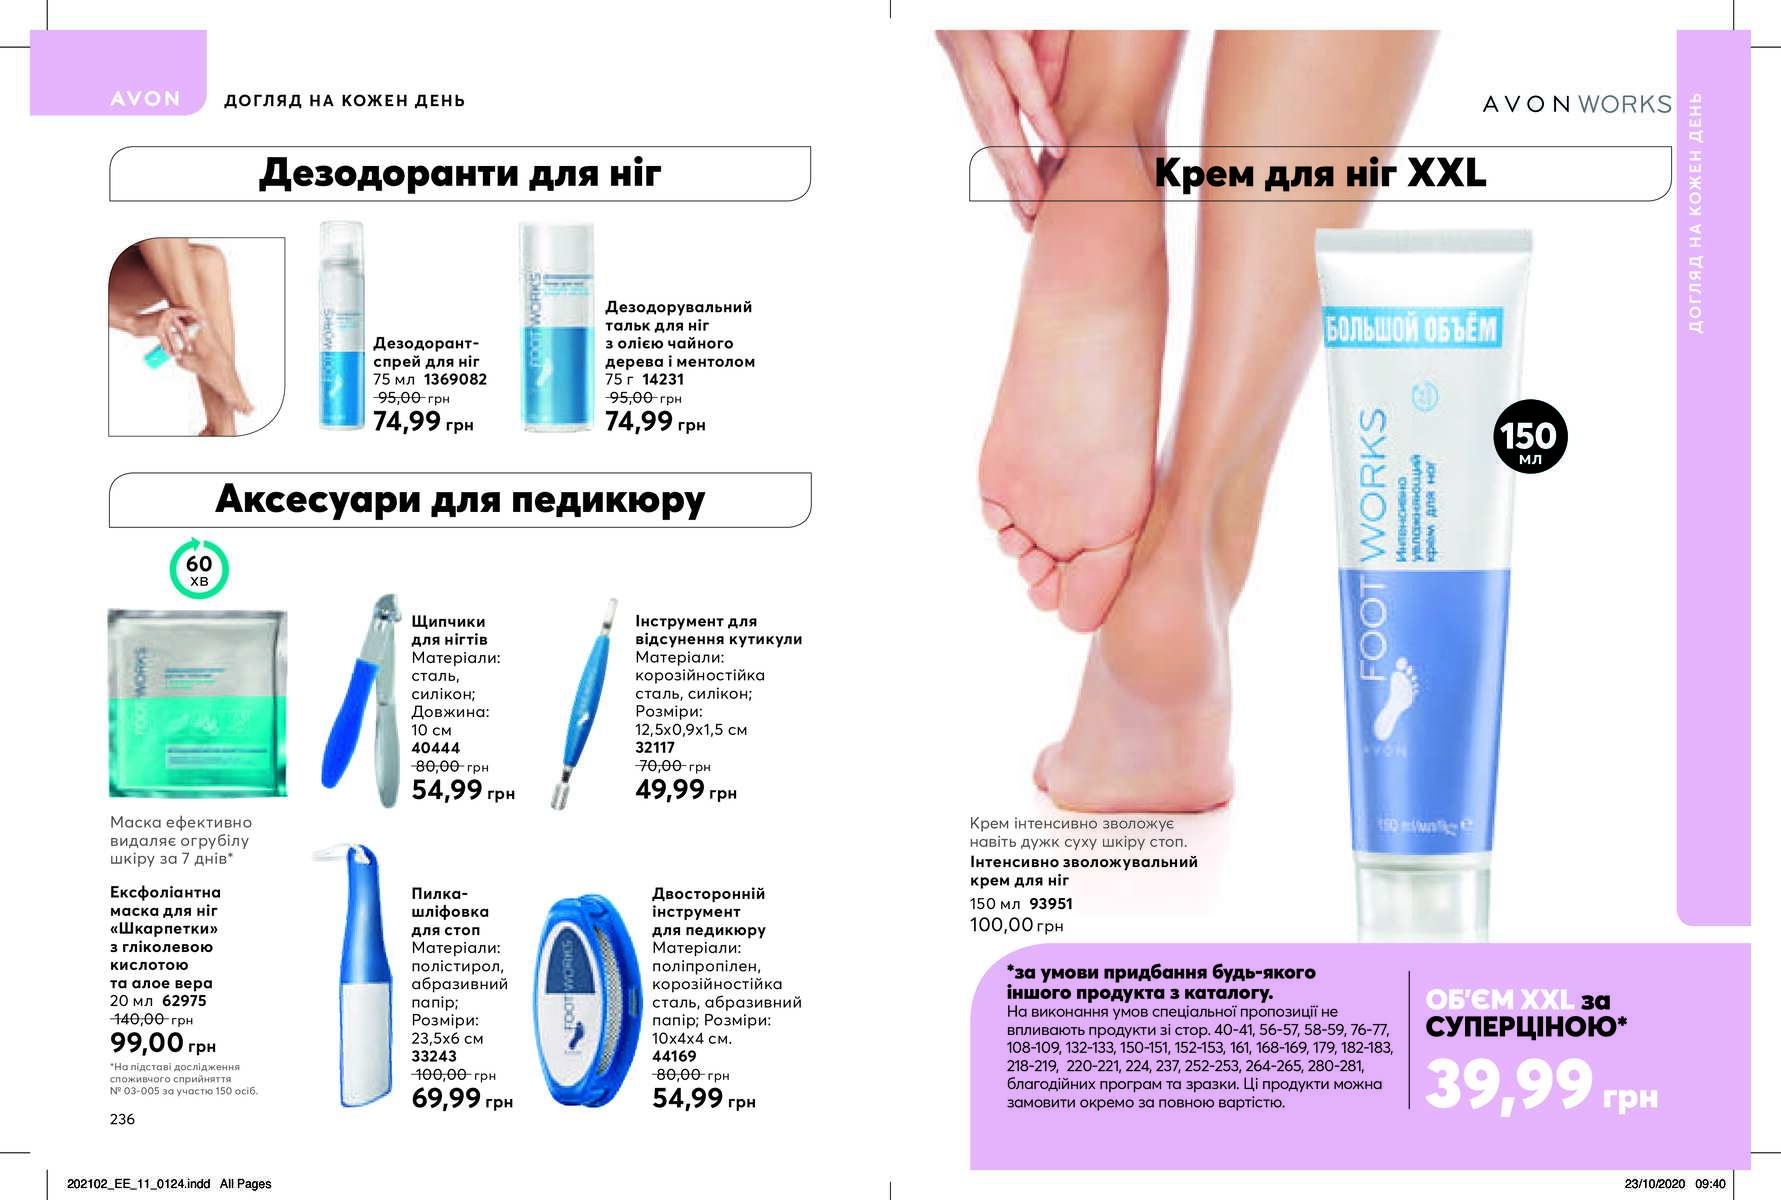 AVON
ДОГЛЯД НА КОЖЕН ДЕНЬ
Дезодоранти для ніг
FOOT WORKS
Дезодорант-
спрей для ніг
75 мл 1369082
95,00 грн
74,99 грн
FOOT WORKS
Дезодорувальний
тальк для ніг
з олією чайного
дерева і ментолом
75 г 14231
95,00 грн
74,99 грн
Аксесуари для педикюру
60
ХВ
FOOT WORKS
Маска ефективно
видаляє огрубілу
шкіру за 7 днів*
Ексфоліантна
маска для ніг
«Шкарпетки»
з гліколевою
кислотою
та алое вера
20 мл 62975
140,00 грн
99,00 грн
*На підставі дослідження
споживчого сприйняття
№ 03-005 за участю 150 осіб.
236
Щипчики
для нігтів
Матеріали:
сталь,
силікон;
Довжина:
10 см
40444
80,00 грн
54,99 грн
Інструмент для
відсунення кутикули
Матеріали:
корозійностійка
сталь, силікон;
Розміри:
12,5х0,9х1,5 см
32117
70,00 грн
49,99 грн
Пилка-
шліфовка
для стоп
Матеріали:
полістирол,
абразивний
папір;
Розміри:
23,5х6 см
33243
100,00 грн
69,99 грн
FOOT WORKS
Двосторонній
інструмент
для педикюру
Матеріали:
поліпропілен,
корозійностійка
сталь, абразивний
папір; Розміри:
10х4х4 см.
44169
80,00 грн
54,99 грн
AVON WORKS
ДОГЛЯД НА КОЖЕН ДЕНЬ
Крем для ніг XXL
БОЛЬШОЙ ОБЪЁМ
FOOT WORKS
Интенсивно
увлажняющий
крем для ног
AVON
150
МЛ
Крем інтенсивно зволожує
навіть дужк суху шкіру стоп.
Інтенсивно зволожувальний
крем для ніг
150 мл 93951
100,00 грн
*за умови придбання будь-якого
іншого продукта з каталогу.
На виконання умов спеціальної пропозиції не
впливають продукти зі стор. 40-41, 56-57, 58-59, 76-77,
108-109, 132-133, 150-151, 152-153, 161, 168-169, 179, 182-183,
218-219, 220-221, 224, 237, 252-253, 264-265, 280-281,
благодійних програм та зразки. Ці продукти можна
замовити окремо за повною вартістю.
ОБ'ЄМ XXL за
СУПЕРЦІНОЮ*
39,99 грн
202102_EE_11_0124.indd All Pages
23/10/2020 09:40